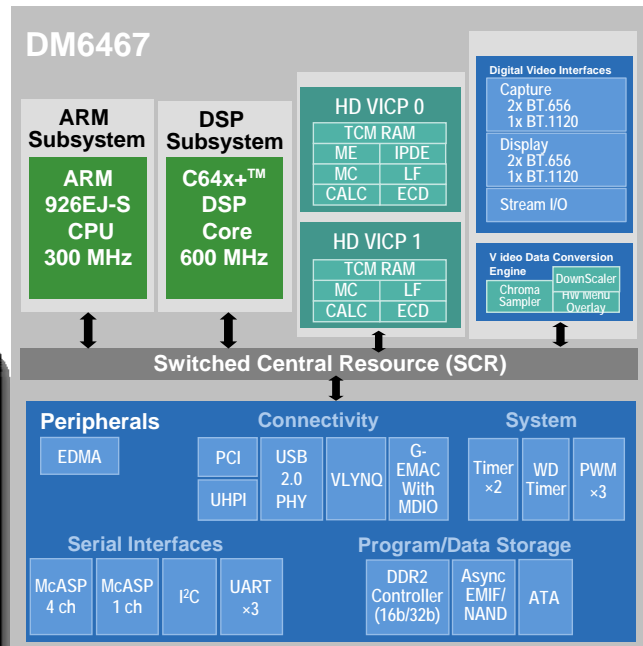 DM6467
ARM
Subsystem
ARM
926EJ-S
CPU
300 MHz
DSP
Subsystem
C64x+™
DSP
Core
600 MHz
HD VICP 0
TCM RAM
ME
IPDE
MC
LF
CALC
ECD
HD VICP 1
TCM RAM
MC
LF
CALC
ECD
Digital Video Interfaces
Capture
2x BT.656
1x BT.1120
Display
2x BT.656
1x BT.1120
Stream I/O
V ideo Data Conversion
Engine
Chroma
Sampler
DownScaler
HW Menu
Overlay
Switched Central Resource (SCR)
Peripherals
EDMA
Connectivity
PCI
UHPI
USB
2.0
PHY
VLYNQ
G-
EMAC
With
MDIO
System
Timer
×2
WD
Timer
PWM
×3
Serial Interfaces
McASP
4 ch
McASP
1 ch
I²C
UART
×3
Program/Data Storage
DDR2
Controller
(16b/32b)
Async
EMIF/
NAND
ATA